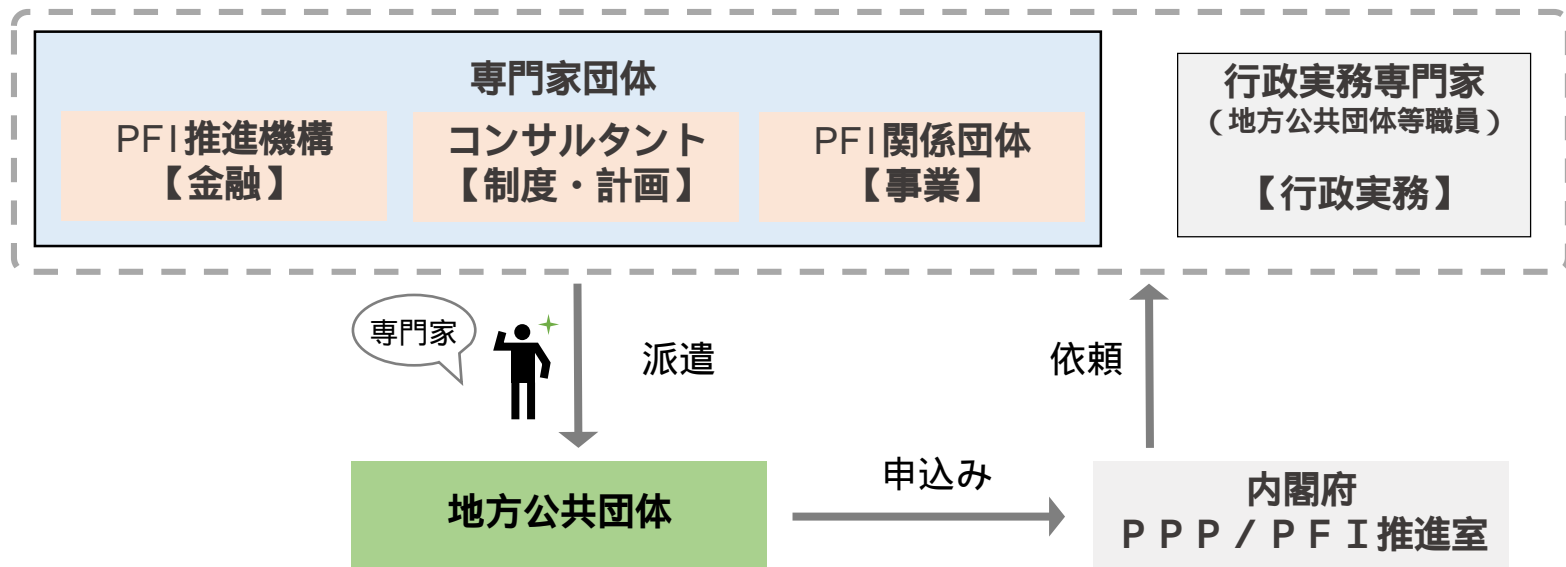 専門家団体
PFI推進機構
【金融】
コンサルタント
【制度・計画】
PFI関係団体
【事業】
行政実務専門家
(地方公共団体等職員)
【行政実務】
専門家
派遣
依頼
地方公共団体
申込み
内閣府
PPP/PFI推進室